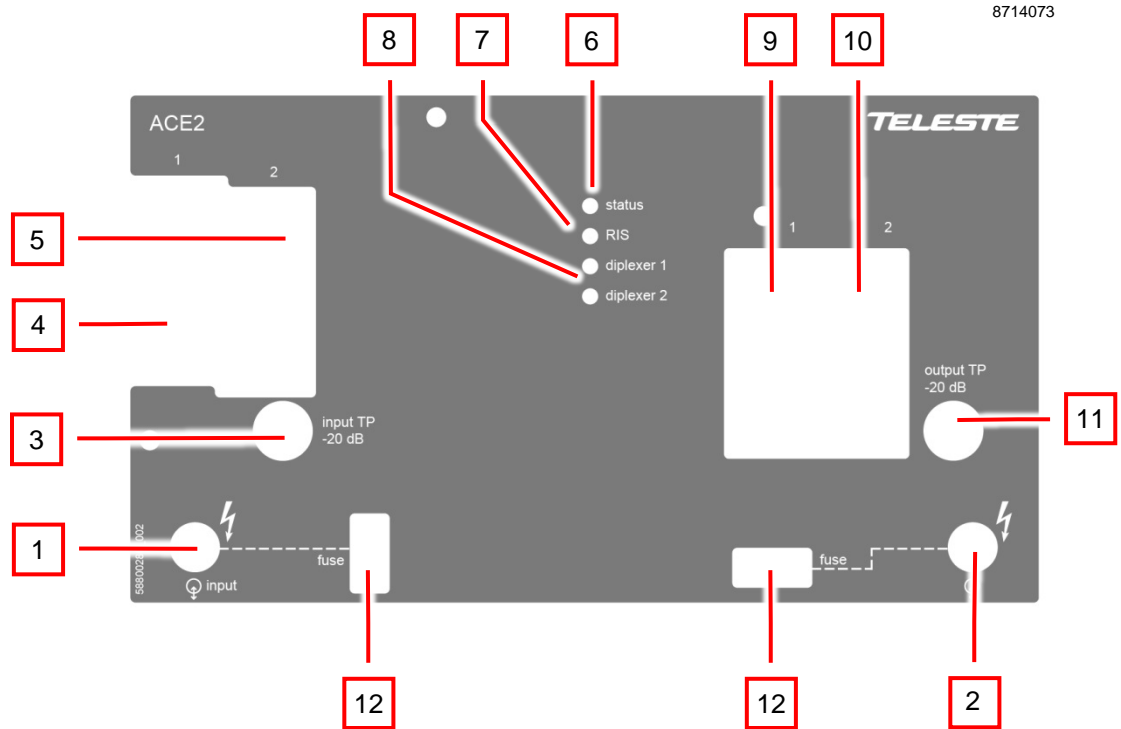 8714073
8
7
6
9
10
ACE2
TELESTE
1
2
status
RIS
1
2
5
diplexer 1
diplexer 2
4
output TP
-20 dB
11
input TP
-20 dB
3
1
fuse
fuse
input
12
12
2